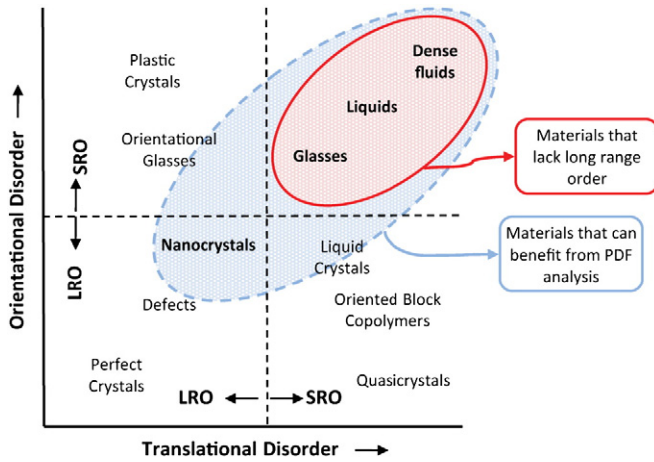 Plastic
Crystals
Dense
fluids
Liquids
Orientational
Glasses
Glasses
Materials that
lack long range
order
Orientational Disorder
SRO
LRO
Nanocrystals
Liquid
Crystals
Materials that can
benefit from PDF
analysis
Defects
Oriented Block
Copolymers
Perfect
Crystals
LRO
SRO
Quasicrystals
Translational Disorder